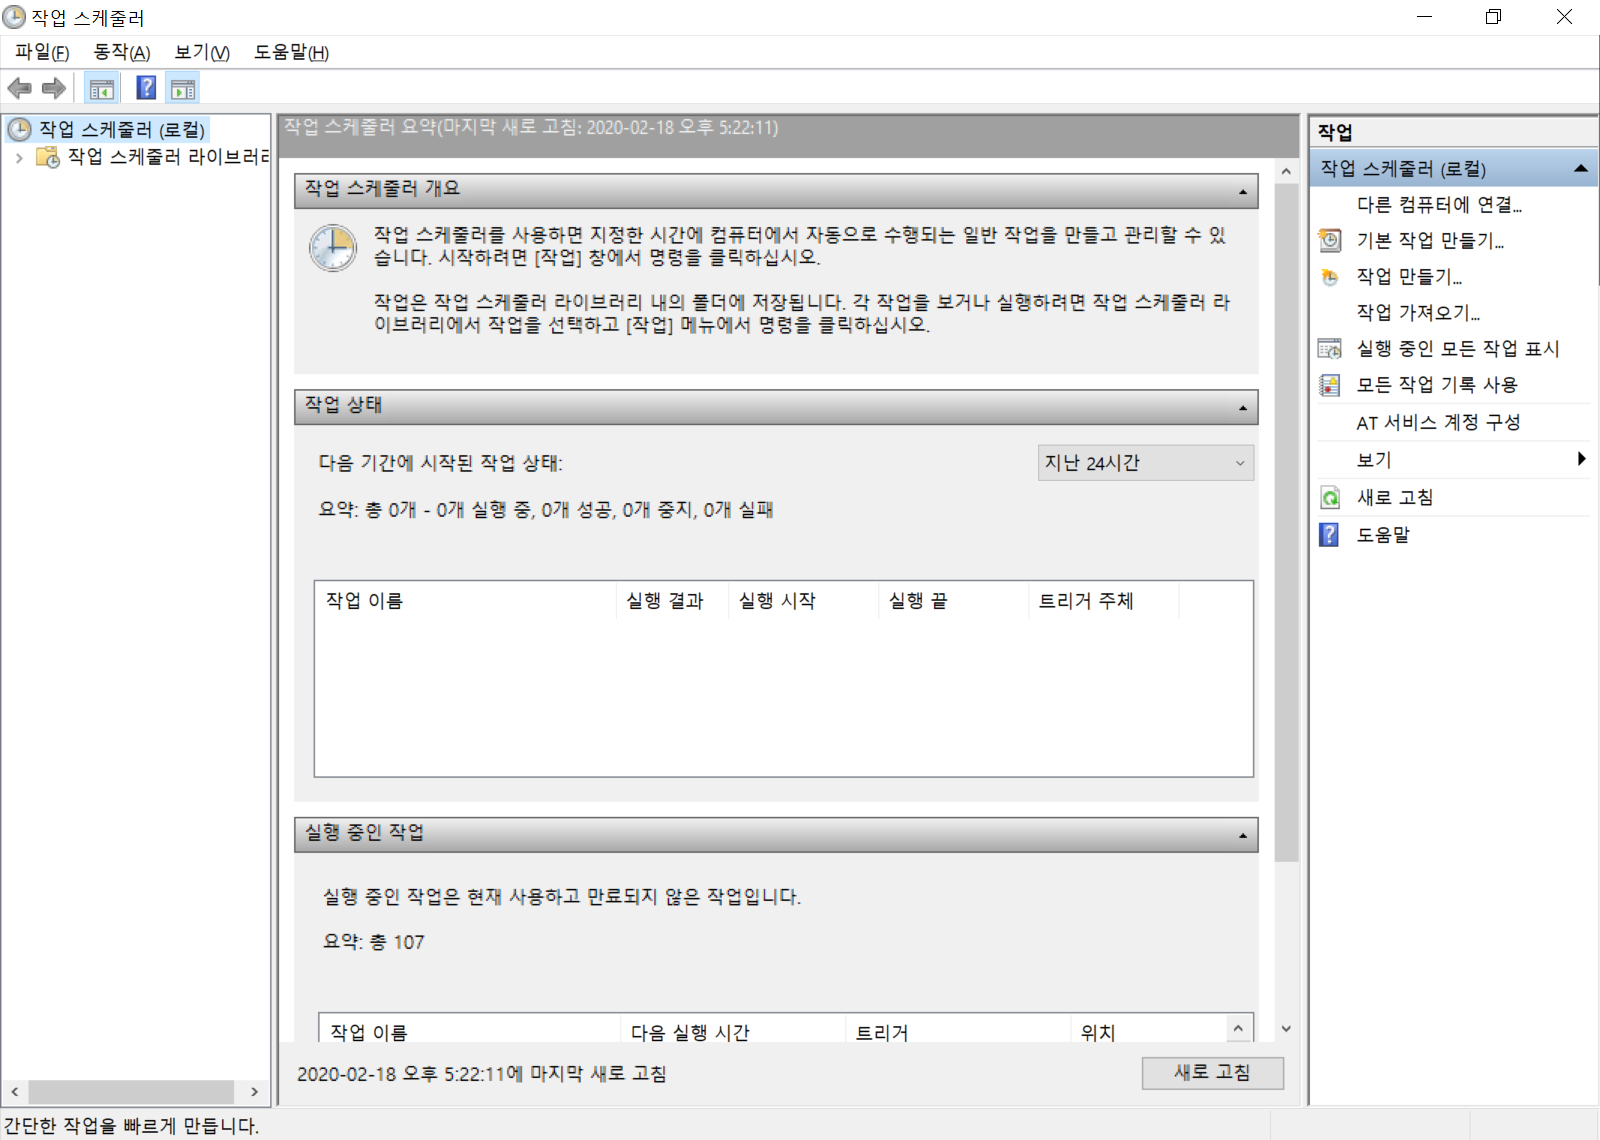 작업 스케줄러
파일(F) 동작(A) 보기(V) 도움말(H)
작업 스케줄러 (로컬)
작업 스케줄러 라이브러리
작업 스케줄러 요약(마지막 새로 고침: 2020-02-18 오후 5:22:11)
작업 스케줄러 개요
작업 스케줄러를 사용하면 지정한 시간에 컴퓨터에서 자동으로 수행되는 일반 작업을 만들고 관리할 수 있
습니다. 시작하려면 [작업] 창에서 명령을 클릭하십시오.
작업은 작업 스케줄러 라이브러리 내의 폴더에 저장됩니다. 각 작업을 보거나 실행하려면 작업 스케줄러 라
이브러리에서 작업을 선택하고 [작업] 메뉴에서 명령을 클릭하십시오.
작업 상태
다음 기간에 시작된 작업 상태:
지난 24시간
요약: 총 0개 - 0개 실행 중, 0개 성공, 0개 중지, 0개 실패
작업 이름 실행 결과 실행 시작 실행 끝 트리거 주체
실행 중인 작업
실행 중인 작업은 현재 사용하고 만료되지 않은 작업입니다.
요약: 총 107
작업 이름 다음 실행 시간 트리거 위치
2020-02-18 오후 5:22:11에 마지막 새로 고침
새로 고침
작업
작업 스케줄러 (로컬)
다른 컴퓨터에 연결...
기본 작업 만들기...
작업 만들기...
작업 가져오기...
실행 중인 모든 작업 표시
모든 작업 기록 사용
AT 서비스 계정 구성
보기
새로 고침
도움말
간단한 작업을 빠르게 만듭니다.